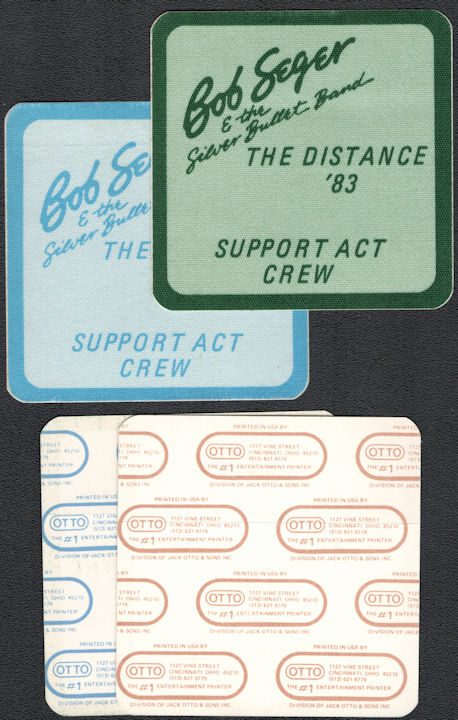 Bob Seger
& the
Silver Bullet Band
THE DISTANCE
'83
SUPPORT ACT
CREW
Bob Se
& the
Silver Bulle
THE
SUPPORT ACT
CREW
PRINTED IN USA BY
OTTO
1127 VINE STREET
CINCINNATI, OHIO 45210
(513) 621-9779
THE #1 ENTERTAINMENT PRINTER
DIVISION OF JACK OTTO & SONS INC.